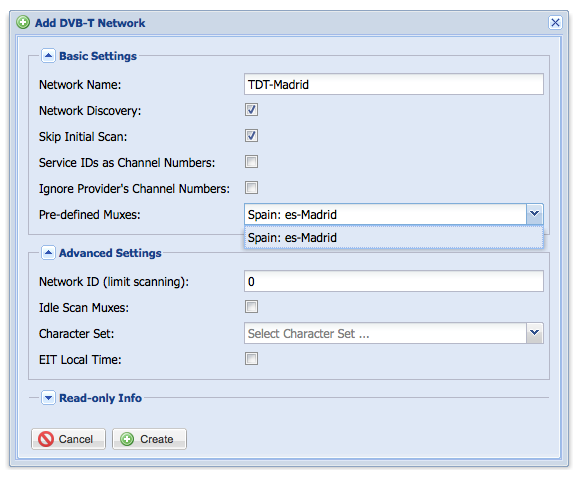 Add DVB-T Network
Basic Settings
Network Name: TDT-Madrid
Network Discovery:
Skip Initial Scan:
Service IDs as Channel Numbers:
Ignore Provider's Channel Numbers:
Pre-defined Muxes: Spain: es-Madrid
Spain: es-Madrid
Advanced Settings
Network ID (limit scanning): 0
Idle Scan Muxes:
Character Set: Select Character Set ...
EIT Local Time:
Read-only Info
Cancel Create